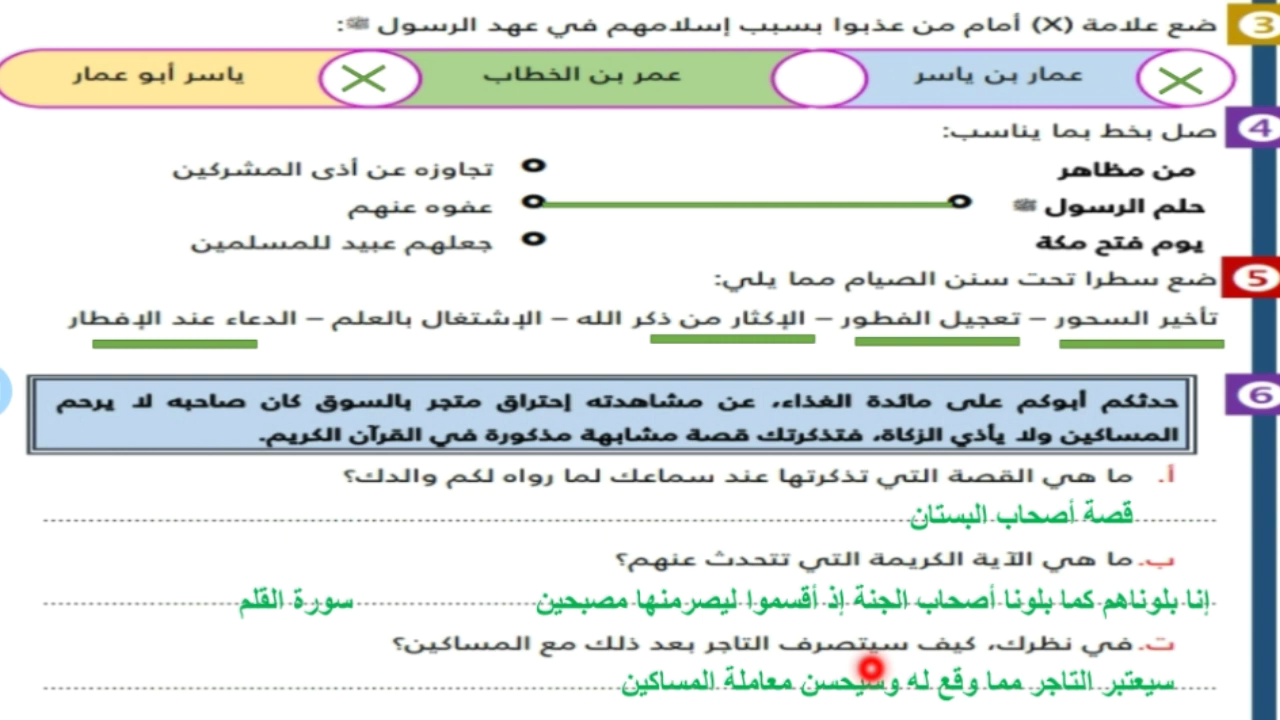 3 ضع علامة (X) أمام من عذبوا بسبب إسلامهم في عهد الرسول ﷺ:
عمار بن ياسر عمر بن الخطاب ياسر أبو عمار
4 صل بخط بما يناسب:
من مظاهر تجاوزه عن أذى المشركين
حلم الرسول ﷺ عفوه عنهم
يوم فتح مكة جعلهم عبيد للمسلمين
5 ضع سطرا تحت سنن الصيام مما يلي:
تأخير السحور – تعجيل الفطور – الإكثار من ذكر الله – الإشتغال بالعلم – الدعاء عند الإفطار
6 حدثكم أبوكم على مائدة الغذاء، عن مشاهدته إحتراق متجر بالسوق كان صاحبه لا يرحم
المساكين ولا يأذي الزكاة، فتذكرتك قصة مشابهة مذكورة في القرآن الكريم.
أ. ما هي القصة التي تذكرتها عند سماعك لما رواه لكم والدك؟
قصة أصحاب البستان
ب. ما هي الآية الكريمة التي تتحدث عنهم؟
إنا بلوناهم كما بلونا أصحاب الجنة إذ أقسموا ليصرمنها مصبحين سورة القلم
ت. في نظرك، كيف سيتصرف التاجر بعد ذلك مع المساكين؟
سيعتبر التاجر مما وقع له وسيحسن معاملة المساكين